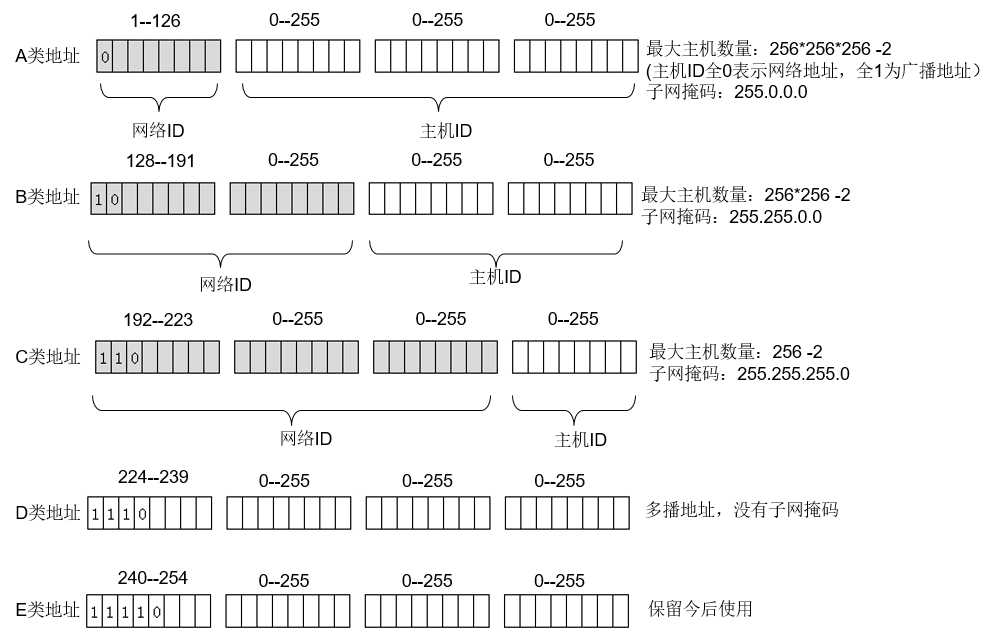 1--126 0--255 0--255 0--255
A类地址 0 最大主机数量：256*256*256 -2
(主机ID全0表示网络地址，全1为广播地址）
子网掩码：255.0.0.0
网络ID 主机ID
128--191 0--255 0--255 0--255
B类地址 1 0 最大主机数量：256*256 -2
子网掩码：255.255.0.0
网络ID 主机ID
192--223 0--255 0--255 0--255
C类地址 1 1 0 最大主机数量：256 -2
子网掩码：255.255.255.0
网络ID 主机ID
224--239 0--255 0--255 0--255
D类地址 1 1 1 0 多播地址，没有子网掩码
240--254 0--255 0--255 0--255
E类地址 1 1 1 1 0 保留今后使用